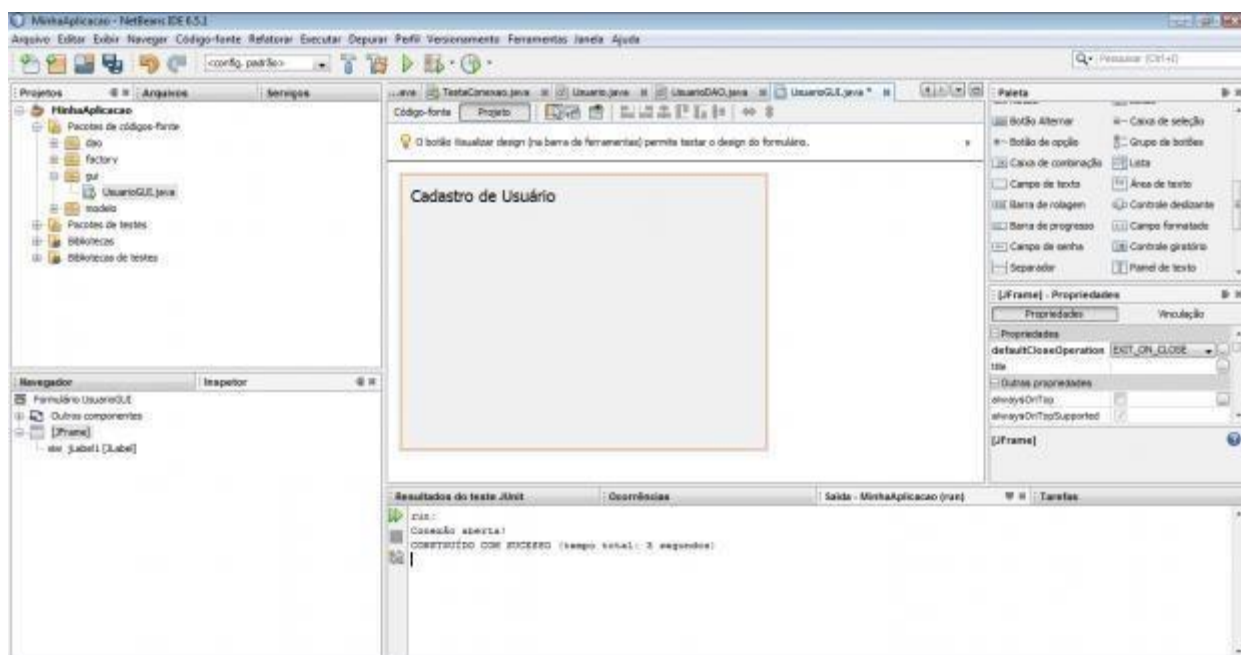 MinhaAplicacao - NetBeans IDE 6.5.1
Arquivo Editar Exibir Navegar Código-fonte Refatorar Executar Depurar Perfil Versionamento Ferramentas Janela Ajuda
<config. padrão>
Pesquisar (Ctrl+I)
Projetos
Arquivos
Serviços
MinhaAplicacao
Pacotes de códigos-fonte
dao
factory
gui
UsuarioGUI.java
modelo
Pacotes de testes
Bibliotecas
Bibliotecas de testes
Navegador
Inspetor
Formulário UsuarioGUI
Outros componentes
[JFrame]
jLabel1 [JLabel]
TesteConexao.java
Usuario.java
UsuarioDAO.java
UsuarioGUI.java *
Código-fonte
Projeto
O botão Visualizar design (na barra de ferramentas) permite testar o design do formulário.
Cadastro de Usuário
Resultados do teste JUnit
Ocorrências
Saída - MinhaAplicacao (run)
Tarefas
run:
Conexão aberta!
CONSTRUÍDO COM SUCESSO (tempo total: 3 segundos)
Paleta
Botão Alternar
Caixa de seleção
Botão de opção
Grupo de botões
Caixa de combinação
Lista
Campo de texto
Área de texto
Barra de rolagem
Controle deslizante
Barra de progresso
Campo formatado
Campo de senha
Controle giratório
Separador
Painel de texto
[JFrame] - Propriedades
Propriedades
Vinculação
Propriedades
defaultCloseOperation EXIT_ON_CLOSE
title
Outras propriedades
alwaysOnTop
alwaysOnTopSupported
[JFrame]